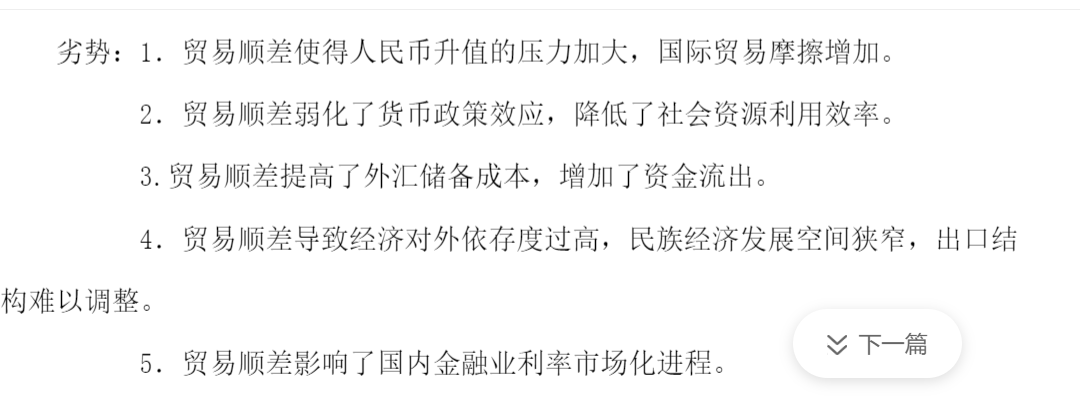 劣势：1．贸易顺差使得人民币升值的压力加大，国际贸易摩擦增加。
2．贸易顺差弱化了货币政策效应，降低了社会资源利用效率。
3.贸易顺差提高了外汇储备成本，增加了资金流出。
4．贸易顺差导致经济对外依存度过高，民族经济发展空间狭窄，出口结
构难以调整。
下一篇
5．贸易顺差影响了国内金融业利率市场化进程。